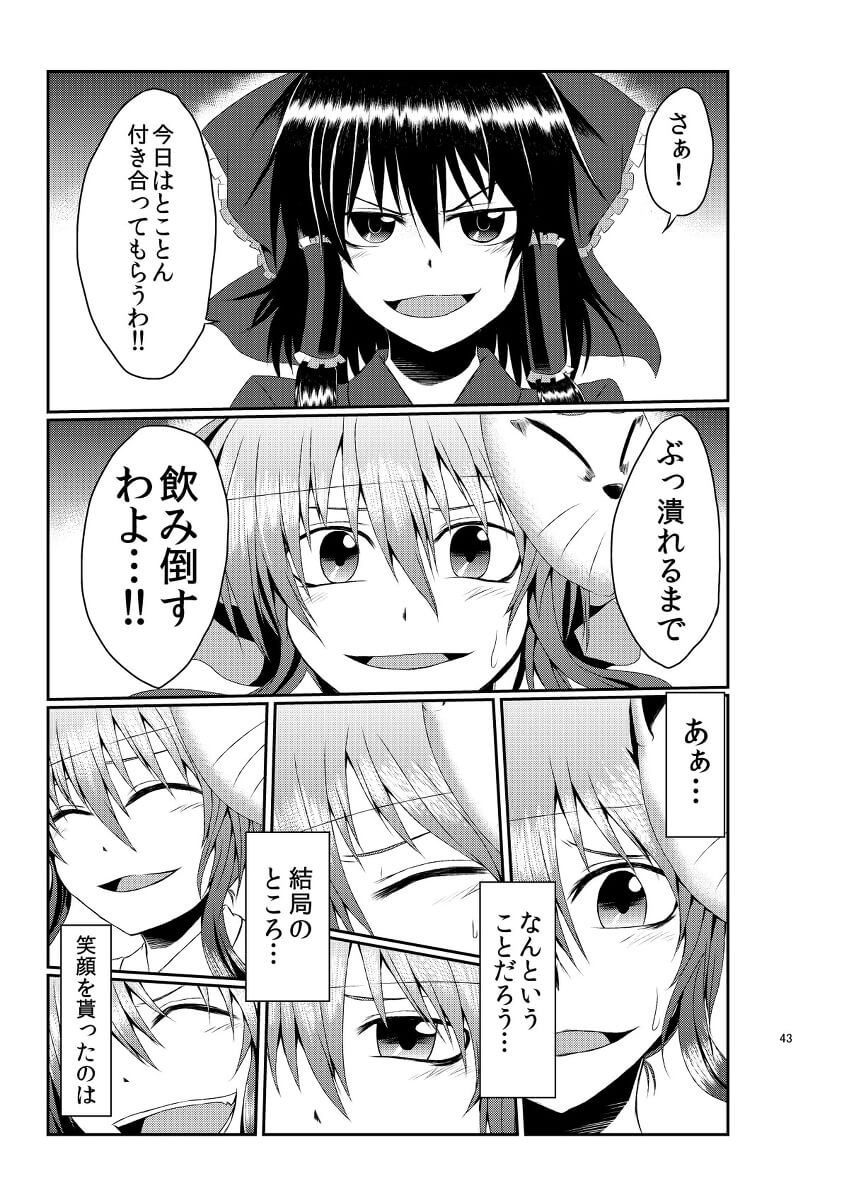 さぁ！
今日はとことん
付き合ってもらうわ!!
ぶっ潰れるまで
飲み倒す
わよ…!!
あぁ…
なんという
ことだろう…
結局の
ところ…
笑顔を貰ったのは
43